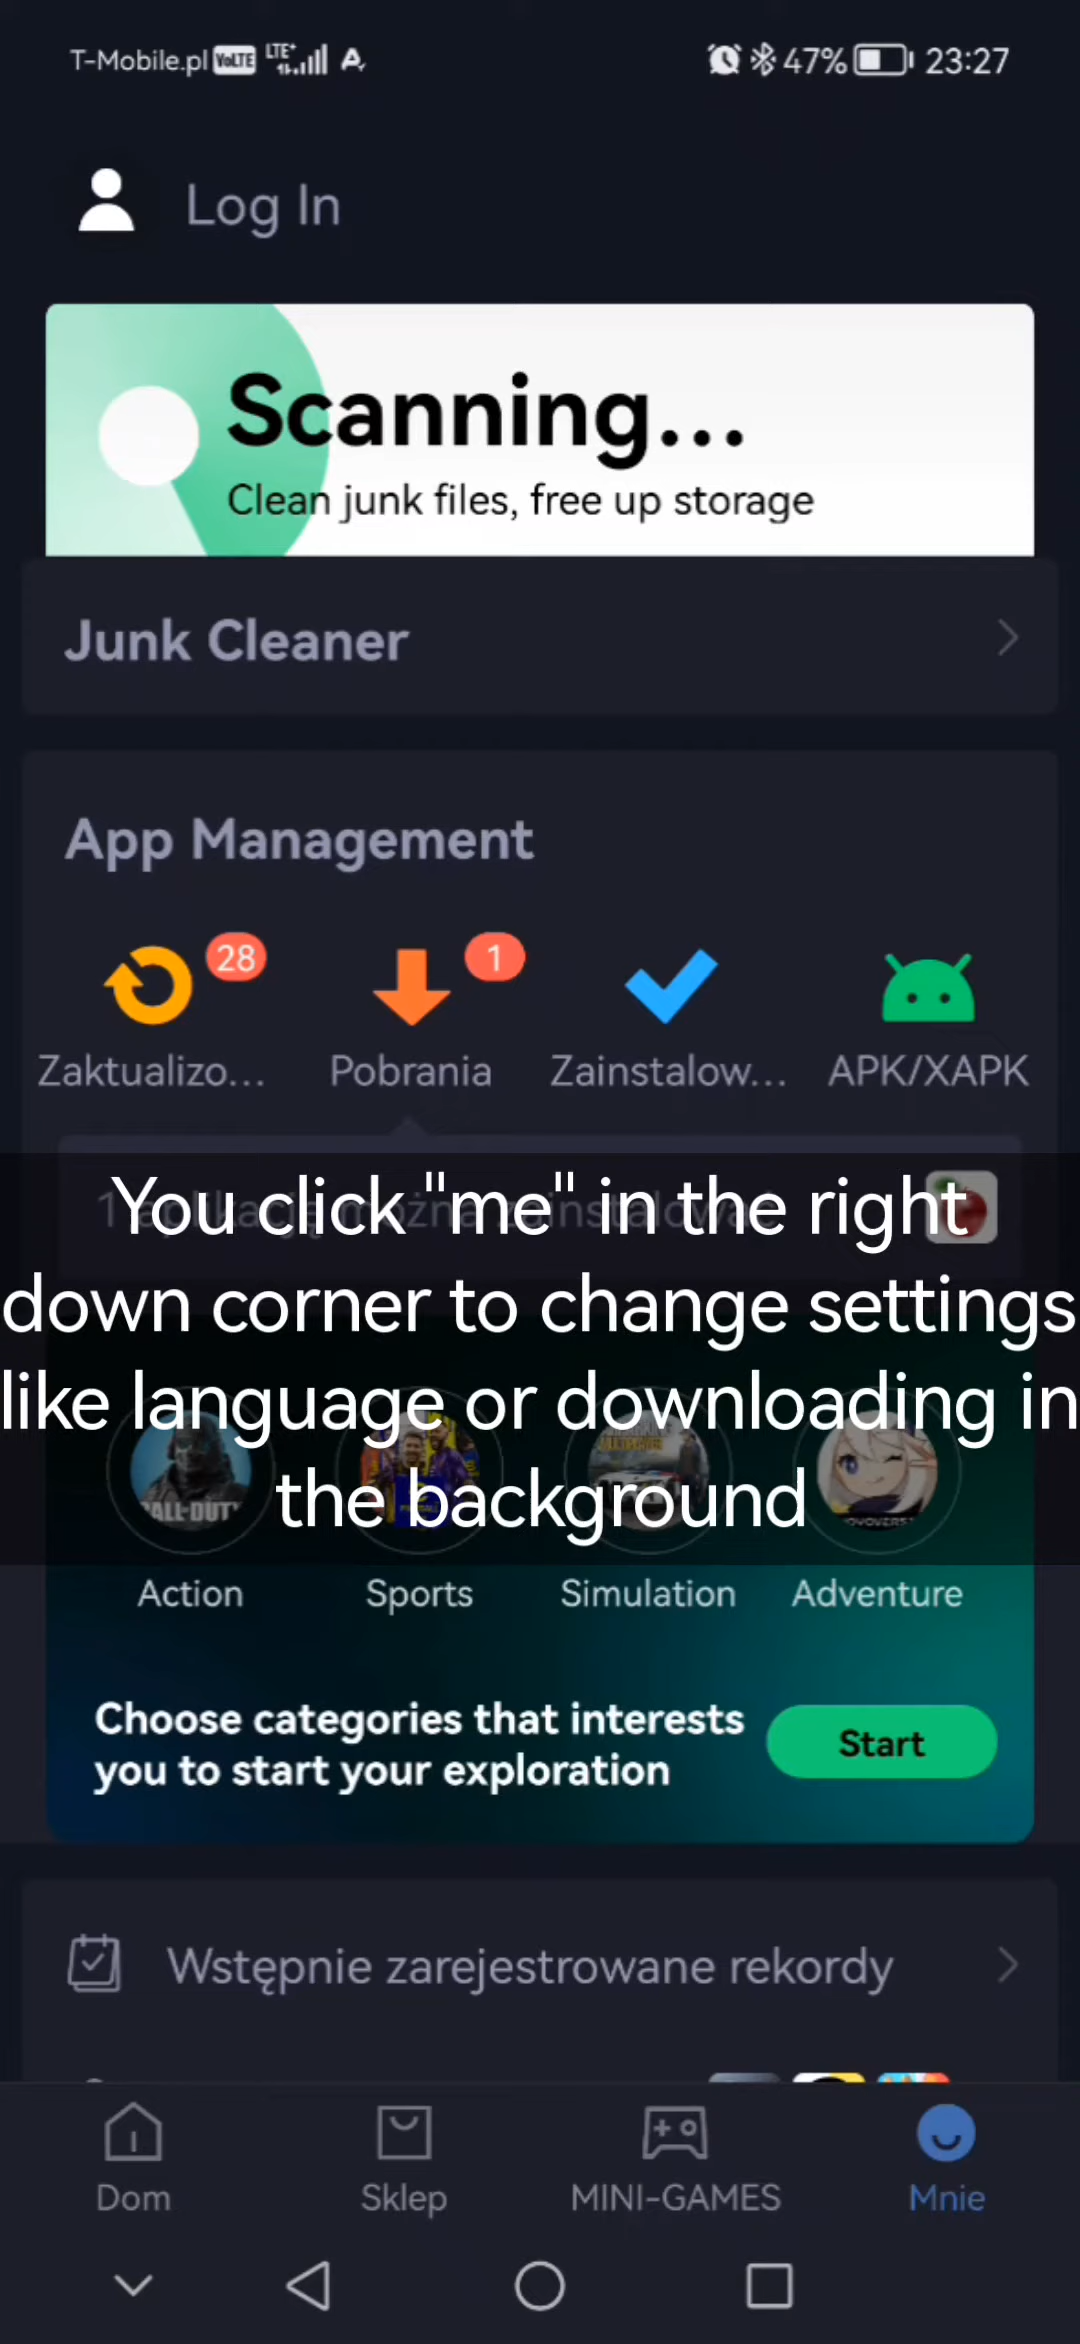 T-Mobile.pl VoLTE LTE+ 47% 23:27
Log In
Scanning...
Clean junk files, free up storage
Junk Cleaner
App Management
28 1
Zaktualizo... Pobrania Zainstalow... APK/XAPK
You click "me" in the right
down corner to change settings
like language or downloading in
the background
Action Sports Simulation Adventure
Choose categories that interests
you to start your exploration
Start
Wstępnie zarejestrowane rekordy
Dom Sklep MINI-GAMES Mnie